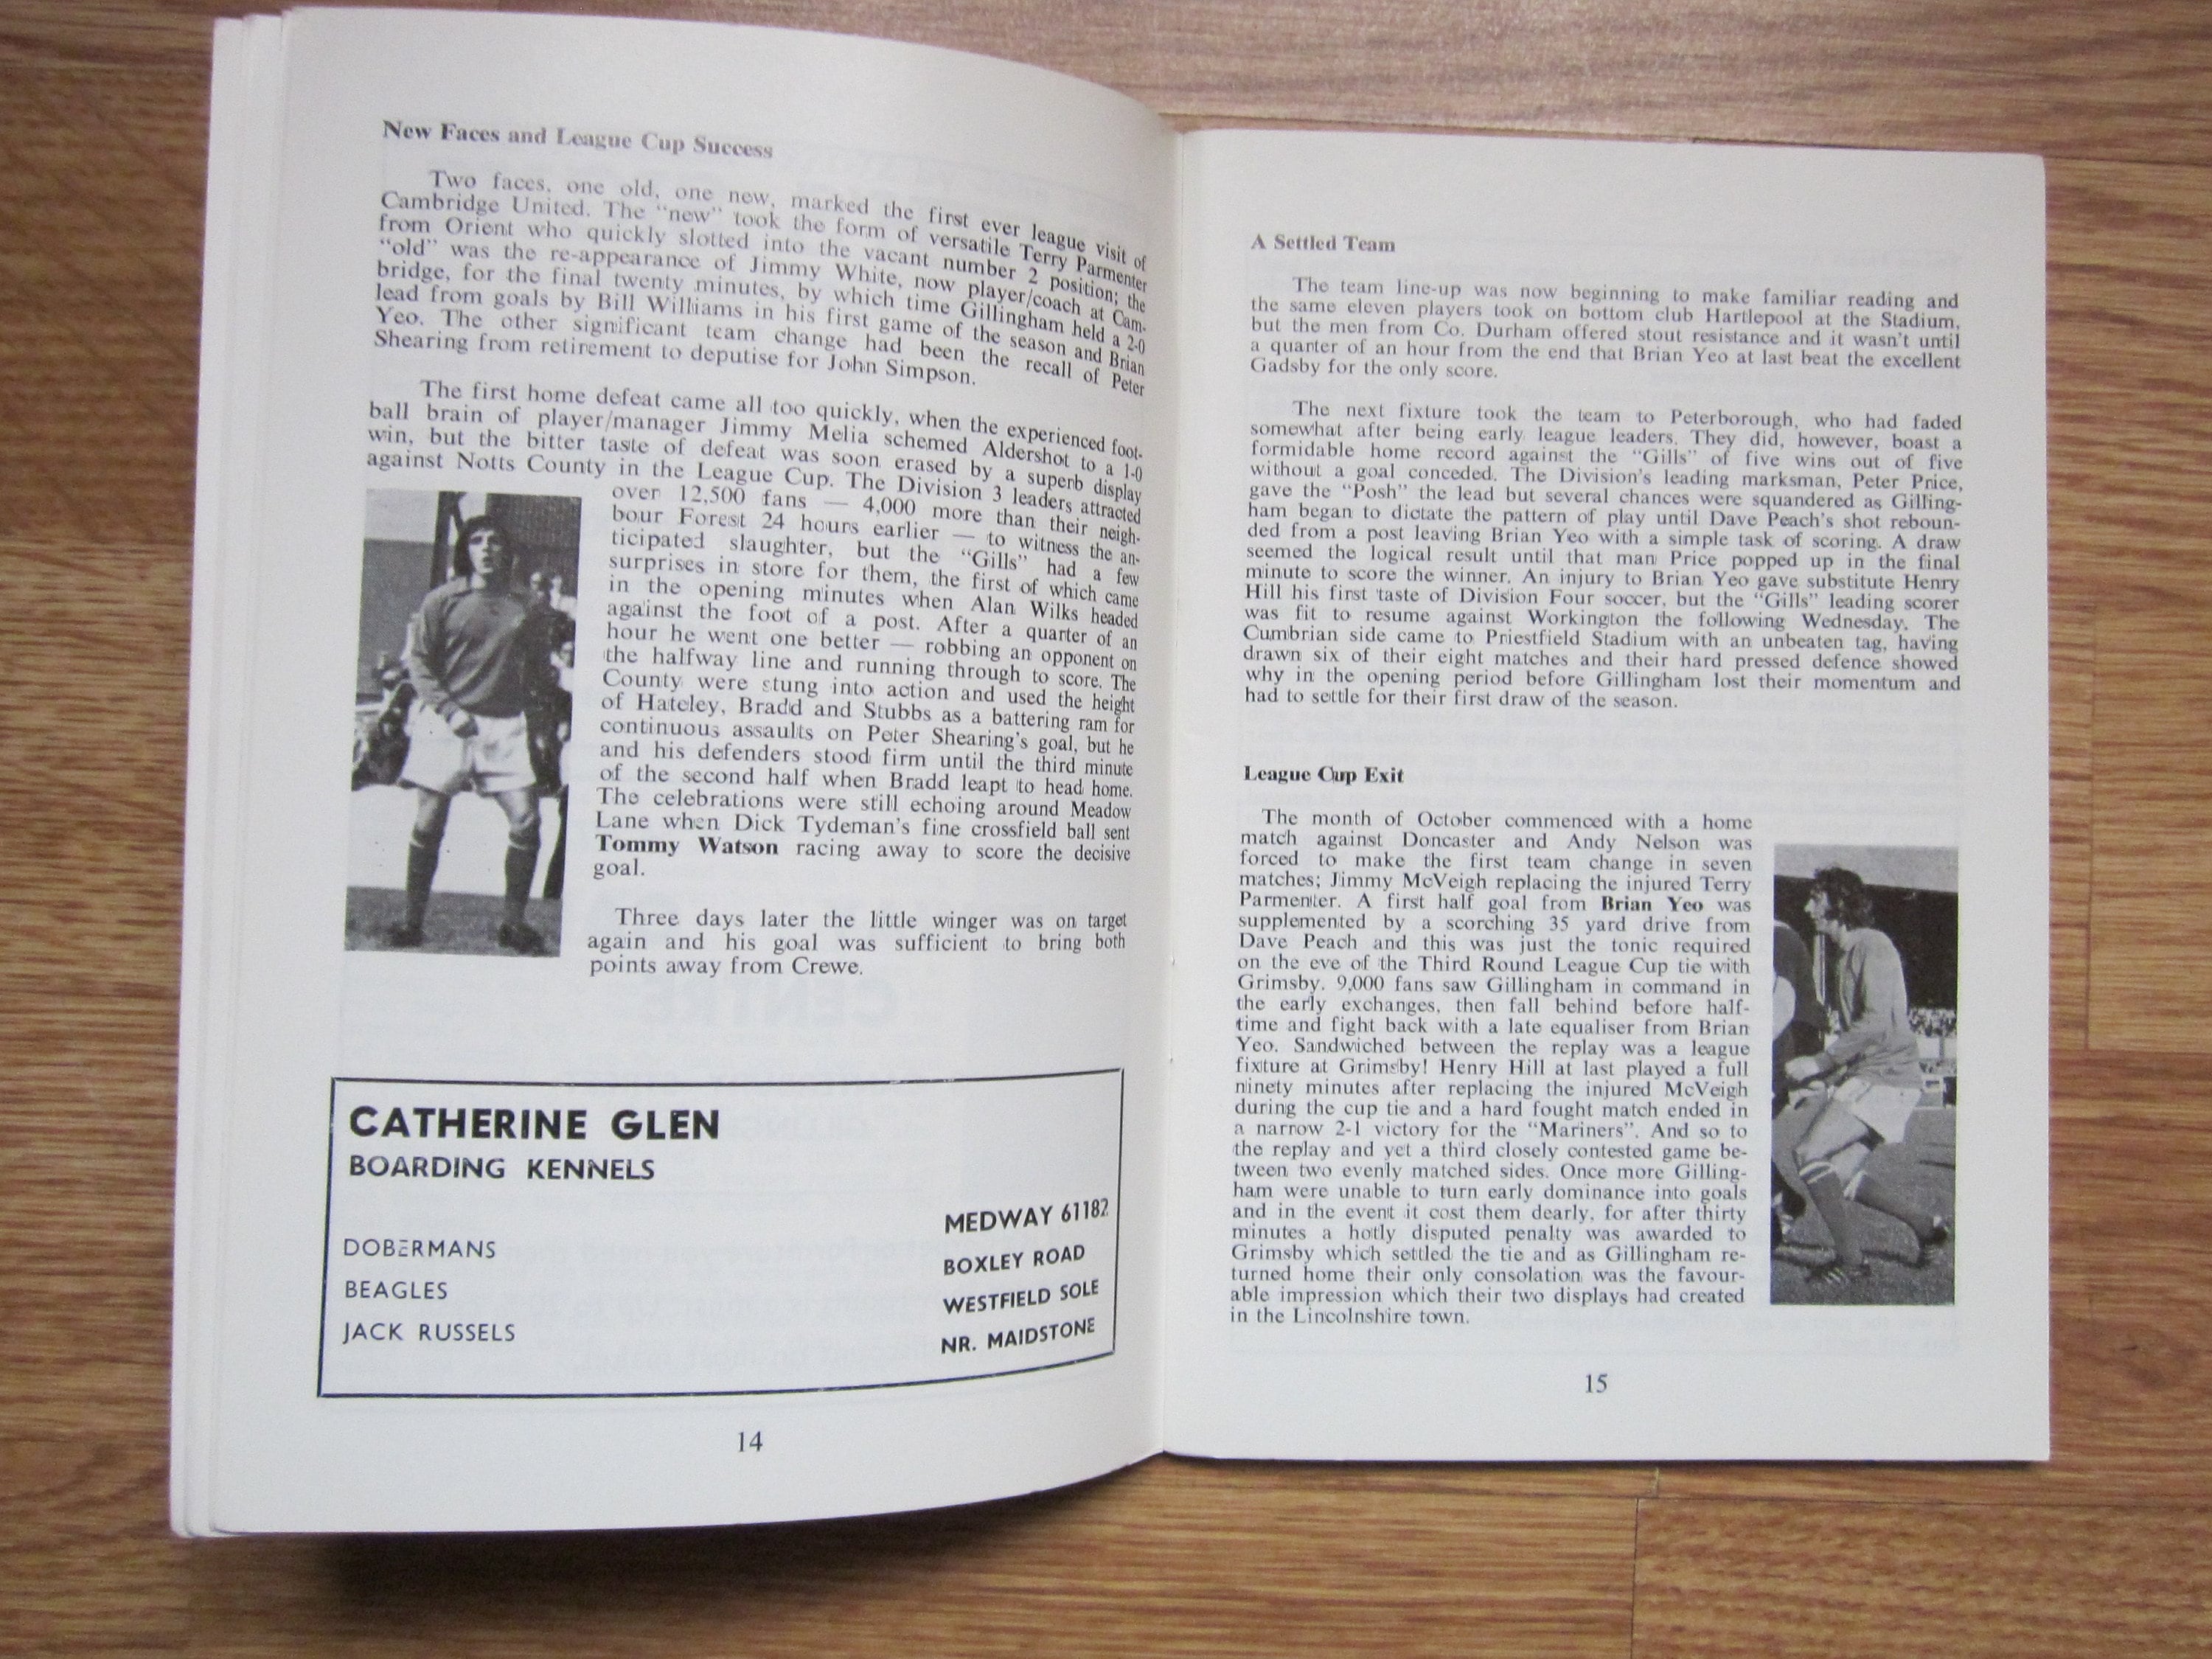 New Faces and League Cup Success
Two faces, one old, one new, marked the first ever league visit of
Cambridge United. The "new" took the form of versatile Terry Parmenter
from Orient who quickly slotted into the vacant number 2 position; the
"old" was the re-appearance of Jimmy White, now player/coach at Cam-
bridge, for the final twenty minutes, by which time Gillingham held a 2-0
lead from goals by Bill Williams in his first game of the season and Brian
Yeo. The other significant team change had been the recall of Peter
Shearing from retirement to deputise for John Simpson.
The first home defeat came all too quickly, when the experienced foot-
ball brain of player/manager Jimmy Melia schemed Aldershot to a 1-0
win, but the bitter taste of defeat was soon erased by a superb display
against Notts County in the League Cup. The Division 3 leaders attracted
over 12,500 fans — 4,000 more than their neigh-
bour Forest 24 hours earlier — to witness the an-
ticipated slaughter, but the "Gills" had a few
surprises in store for them, the first of which came
in the opening minutes when Alan Wilks headed
against the foot of a post. After a quarter of an
hour he went one better — robbing an opponent on
the halfway line and running through to score. The
County were stung into action and used the height
of Hateley, Bradd and Stubbs as a battering ram for
continuous assaults on Peter Shearing's goal, but he
and his defenders stood firm until the third minute
of the second half when Bradd leapt to head home.
The celebrations were still echoing around Meadow
Lane when Dick Tydeman's fine crossfield ball sent
Tommy Watson racing away to score the decisive
goal.
Three days later the little winger was on target
again and his goal was sufficient to bring both
points away from Crewe.
CATHERINE GLEN
BOARDING KENNELS
DOBERMANS
BEAGLES
JACK RUSSELS
MEDWAY 61182
BOXLEY ROAD
WESTFIELD SOLE
NR. MAIDSTONE
14
A Settled Team
The team line-up was now beginning to make familiar reading and
the same eleven players took on bottom club Hartlepool at the Stadium,
but the men from Co. Durham offered stout resistance and it wasn't until
a quarter of an hour from the end that Brian Yeo at last beat the excellent
Gadsby for the only score.
The next fixture took the team to Peterborough, who had faded
somewhat after being early league leaders. They did, however, boast a
formidable home record against the "Gills" of five wins out of five
without a goal conceded. The Division's leading marksman, Peter Price,
gave the "Posh" the lead but several chances were squandered as Gilling-
ham began to dictate the pattern of play until Dave Peach's shot reboun-
ded from a post leaving Brian Yeo with a simple task of scoring. A draw
seemed the logical result until that man Price popped up in the final
minute to score the winner. An injury to Brian Yeo gave substitute Henry
Hill his first taste of Division Four soccer, but the "Gills" leading scorer
was fit to resume against Workington the following Wednesday. The
Cumbrian side came to Priestfield Stadium with an unbeaten tag, having
drawn six of their eight matches and their hard pressed defence showed
why in the opening period before Gillingham lost their momentum and
had to settle for their first draw of the season.
League Cup Exit
The month of October commenced with a home
match against Doncaster and Andy Nelson was
forced to make the first team change in seven
matches; Jimmy McVeigh replacing the injured Terry
Parmenter. A first half goal from Brian Yeo was
supplemented by a scorching 35 yard drive from
Dave Peach and this was just the tonic required
on the eve of the Third Round League Cup tie with
Grimsby. 9,000 fans saw Gillingham in command in
the early exchanges, then fall behind before half-
time and fight back with a late equaliser from Brian
Yeo. Sandwiched between the replay was a league
fixture at Grimsby! Henry Hill at last played a full
ninety minutes after replacing the injured McVeigh
during the cup tie and a hard fought match ended in
a narrow 2-1 victory for the "Mariners". And so to
the replay and yet a third closely contested game be-
tween two evenly matched sides. Once more Gilling-
ham were unable to turn early dominance into goals
and in the event it cost them dearly, for after thirty
minutes a hotly disputed penalty was awarded to
Grimsby which settled the tie and as Gillingham re-
turned home their only consolation was the favour-
able impression which their two displays had created
in the Lincolnshire town.
15